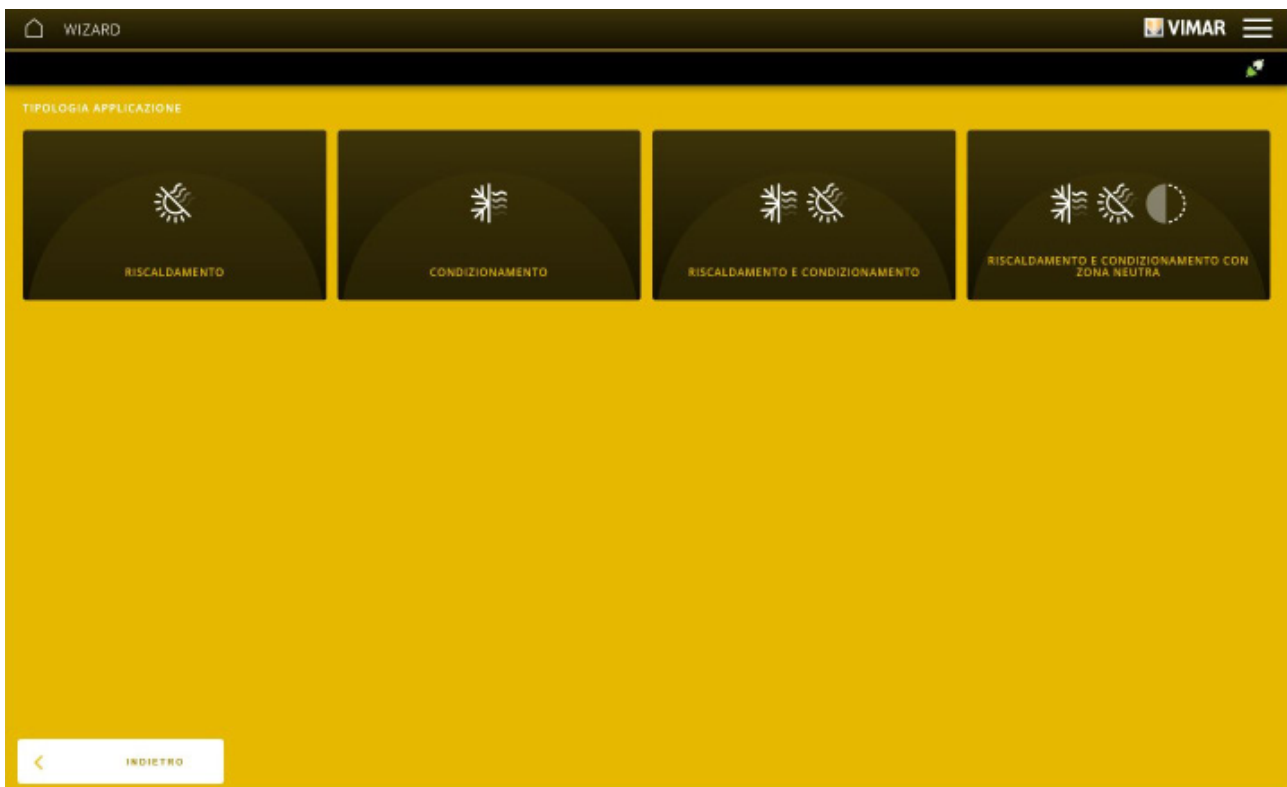 WIZARD
VIMAR
TIPOLOGIA APPLICAZIONE
RISCALDAMENTO
CONDIZIONAMENTO
RISCALDAMENTO E CONDIZIONAMENTO
RISCALDAMENTO E CONDIZIONAMENTO CON
ZONA NEUTRA
INDIETRO